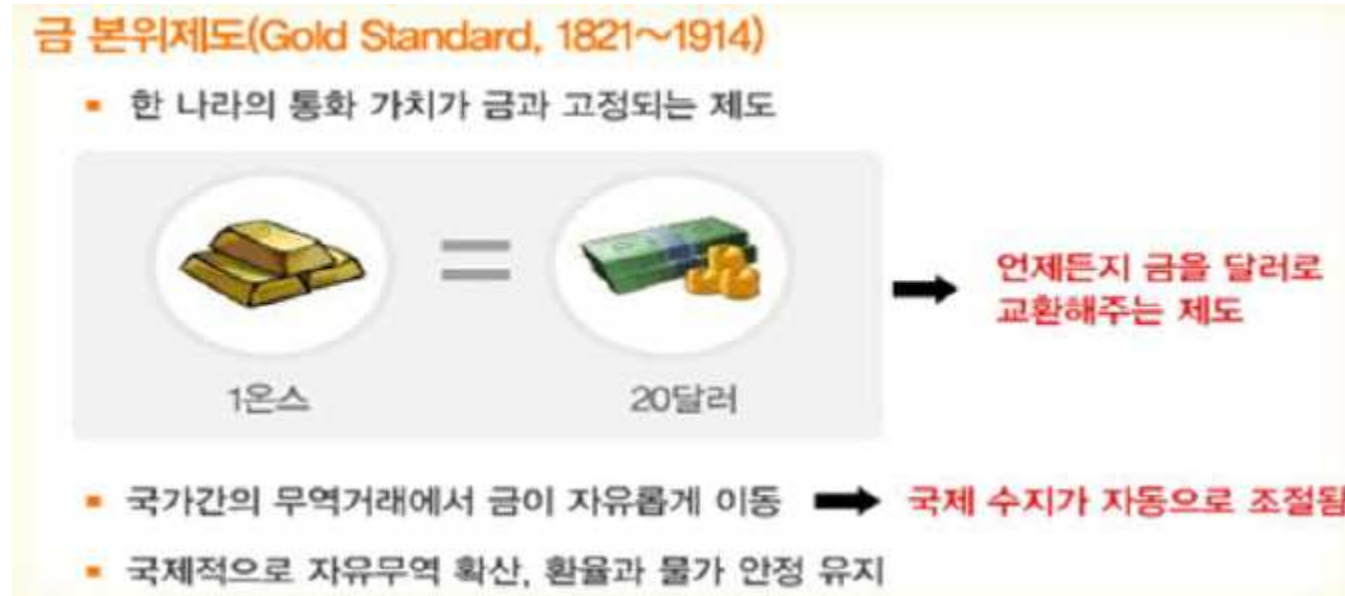 금 본위제도(Gold Standard, 1821~1914)
▪ 한 나라의 통화 가치가 금과 고정되는 제도
=
1온스
20달러
언제든지 금을 달러로
교환해주는 제도
▪ 국가간의 무역거래에서 금이 자유롭게 이동 ➡ 국제 수지가 자동으로 조절됨
▪ 국제적으로 자유무역 확산, 환율과 물가 안정 유지